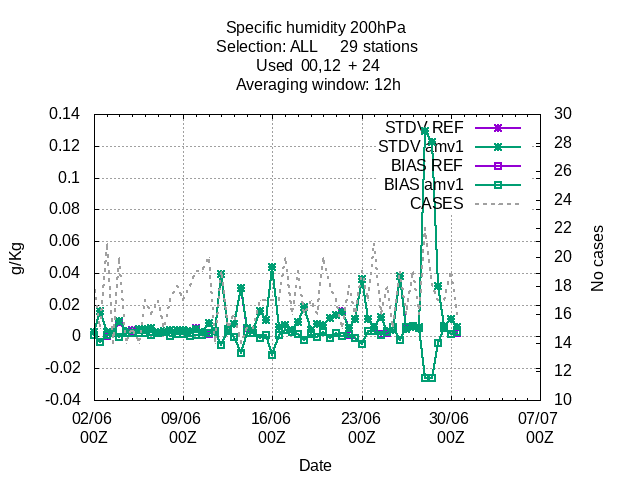 Specific humidity 200hPa
Selection: ALL 29 stations
Used 00,12 + 24
Averaging window: 12h
0.14
0.12
0.1
0.08
0.06
0.04
0.02
0
-0.02
-0.04
g/Kg
STDV REF
STDV amv1
BIAS REF
BIAS amv1
CASES
30
28
26
24
22
20
18
16
14
12
10
No cases
02/06 09/06 16/06 23/06 30/06 07/07
00Z 00Z 00Z 00Z 00Z 00Z
Date